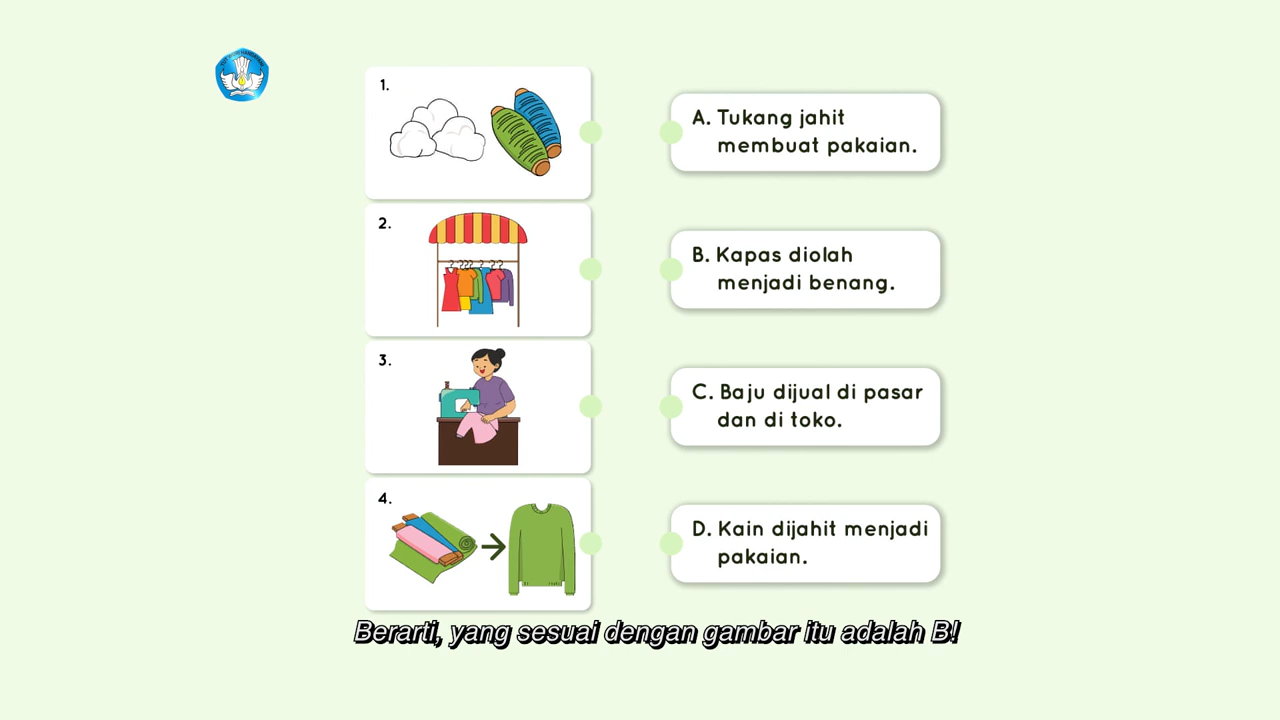 1.
A. Tukang jahit
membuat pakaian.
2.
B. Kapas diolah
menjadi benang.
3.
C. Baju dijual di pasar
dan di toko.
4.
D. Kain dijahit menjadi
pakaian.
Berarti, yang sesuai dengan gambar itu adalah B!